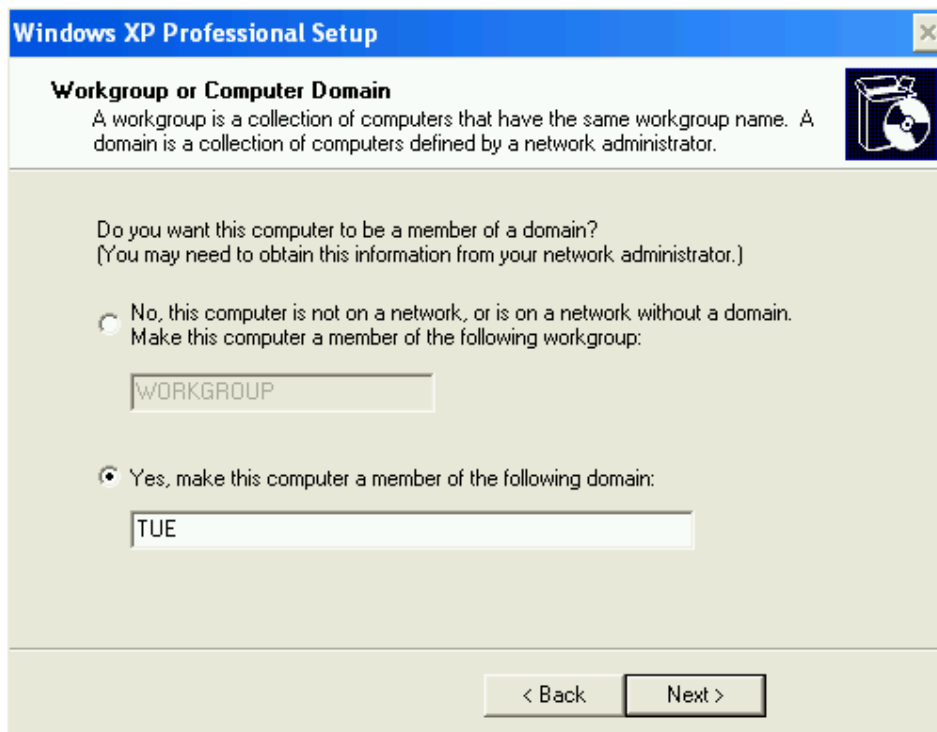 Windows XP Professional Setup
Workgroup or Computer Domain
A workgroup is a collection of computers that have the same workgroup name. A
domain is a collection of computers defined by a network administrator.
Do you want this computer to be a member of a domain?
(You may need to obtain this information from your network administrator.)
No, this computer is not on a network, or is on a network without a domain.
Make this computer a member of the following workgroup:
WORKGROUP
Yes, make this computer a member of the following domain:
TUE
< Back Next >